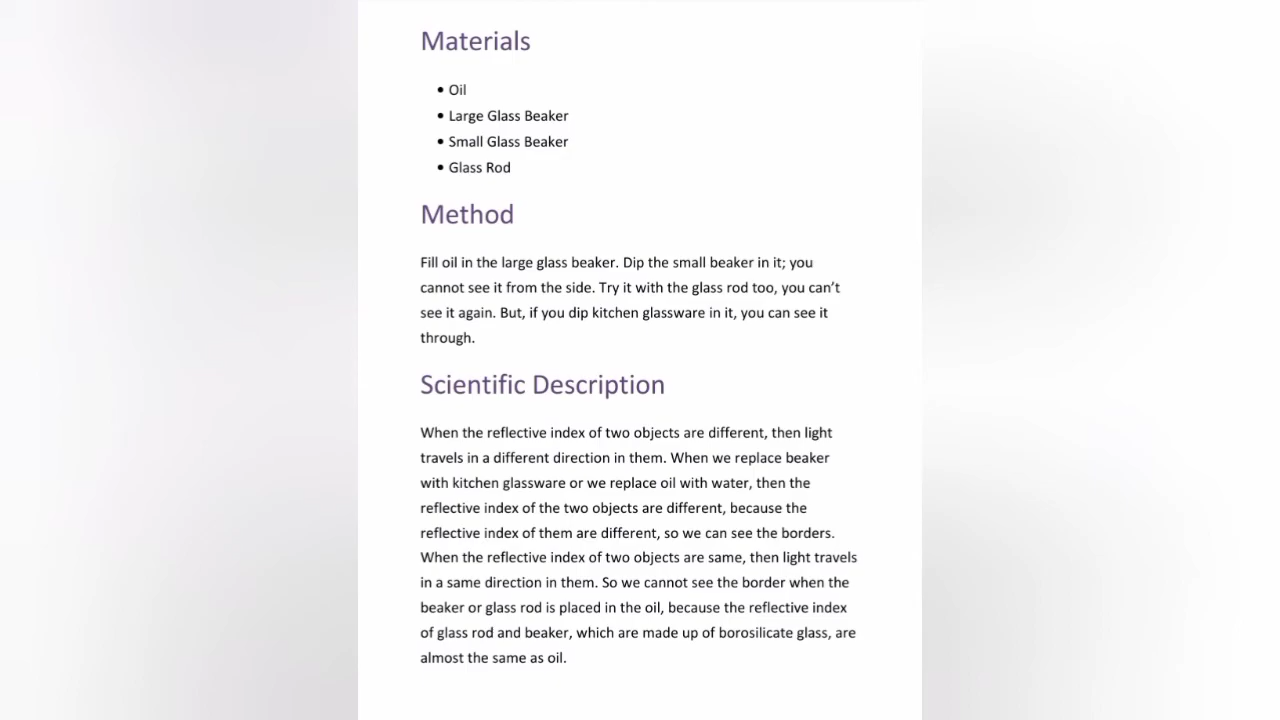 Materials
• Oil
• Large Glass Beaker
• Small Glass Beaker
• Glass Rod
Method
Fill oil in the large glass beaker. Dip the small beaker in it; you
cannot see it from the side. Try it with the glass rod too, you can’t
see it again. But, if you dip kitchen glassware in it, you can see it
through.
Scientific Description
When the reflective index of two objects are different, then light
travels in a different direction in them. When we replace beaker
with kitchen glassware or we replace oil with water, then the
reflective index of the two objects are different, because the
reflective index of them are different, so we can see the borders.
When the reflective index of two objects are same, then light travels
in a same direction in them. So we cannot see the border when the
beaker or glass rod is placed in the oil, because the reflective index
of glass rod and beaker, which are made up of borosilicate glass, are
almost the same as oil.